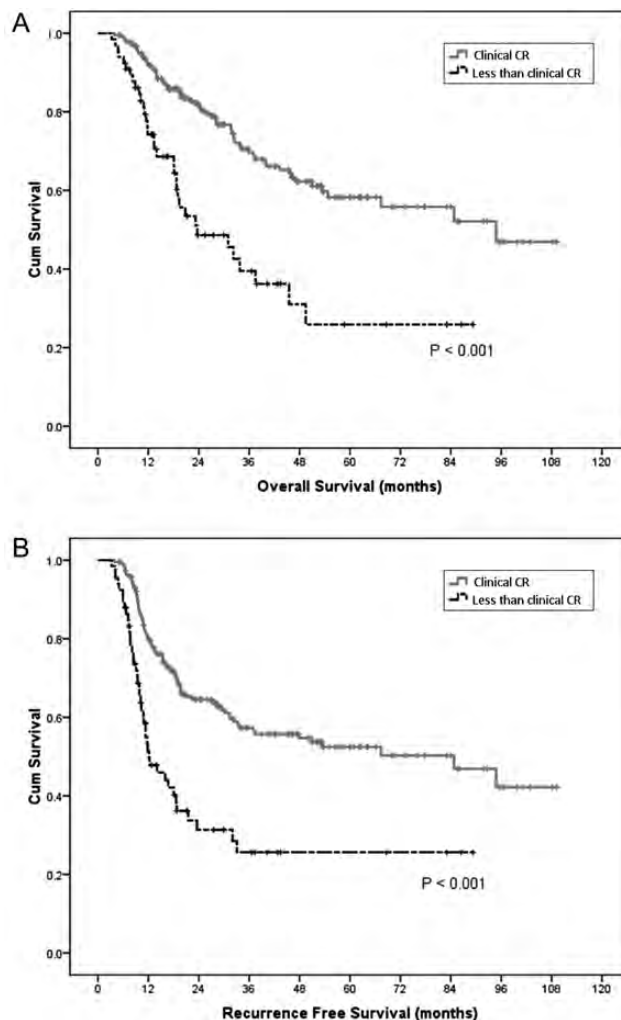 A
1.0
0.8
0.6
0.4
0.2
0.0
Cum Survival
Clinical CR
Less than clinical CR
P < 0.001
0 12 24 36 48 60 72 84 96 108 120
Overall Survival (months)
B
1.0
0.8
0.6
0.4
0.2
0.0
Cum Survival
Clinical CR
Less than clinical CR
P < 0.001
0 12 24 36 48 60 72 84 96 108 120
Recurrence Free Survival (months)